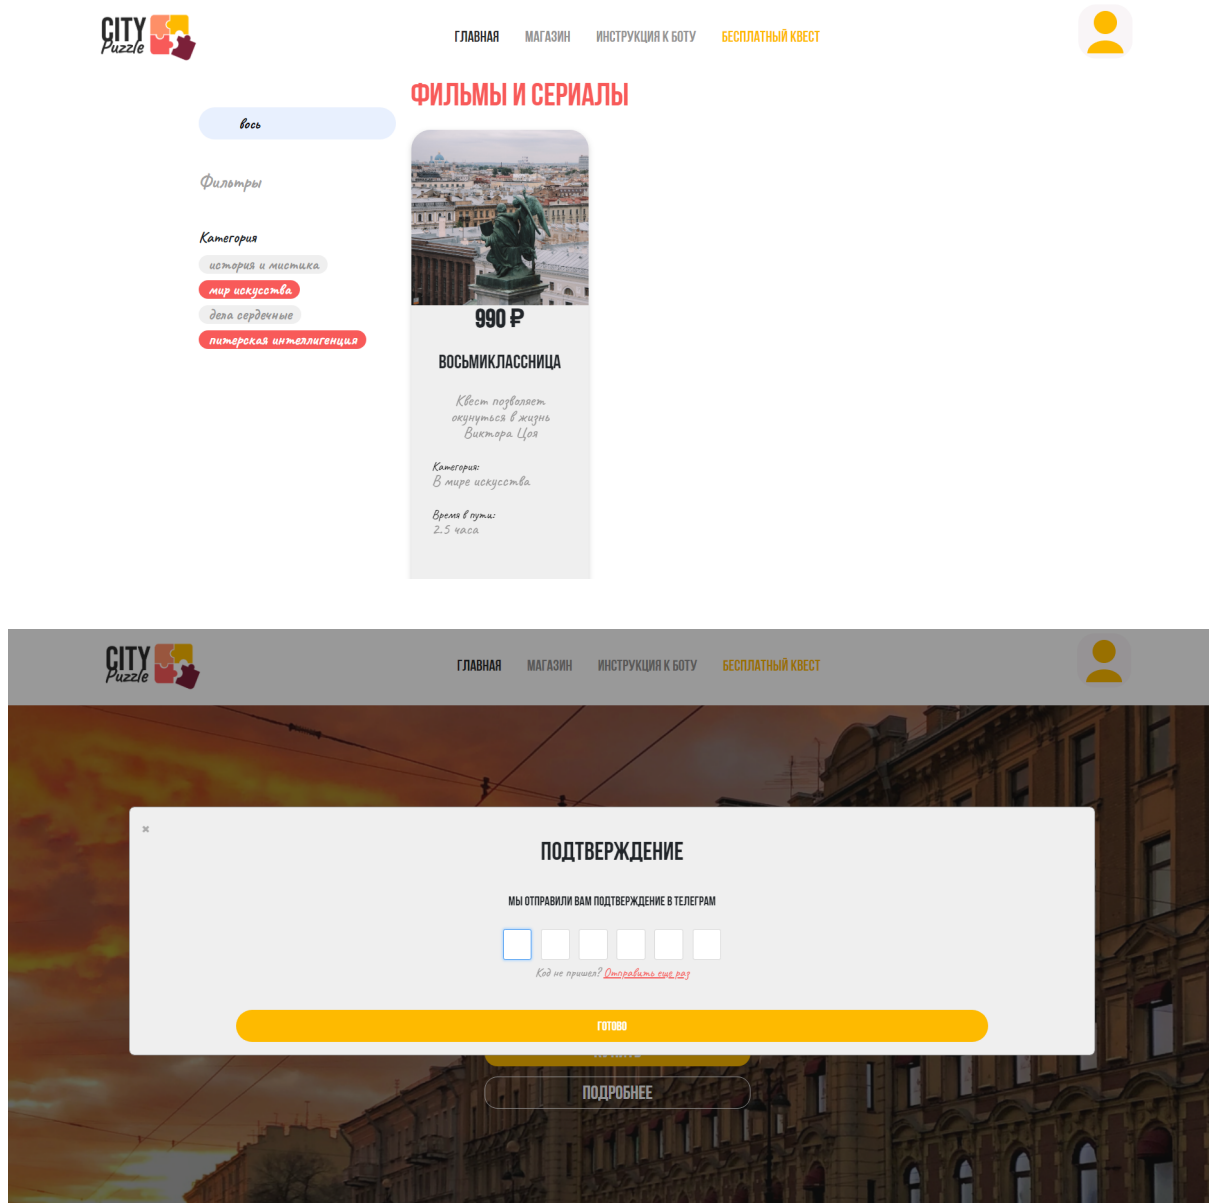 CITY
Puzzle
ГЛАВНАЯ МАГАЗИН ИНСТРУКЦИЯ К БОТУ БЕСПЛАТНЫЙ КВЕСТ
ФИЛЬМЫ И СЕРИАЛЫ
вось
Фильтры
Категория
история и мистика
мир искусства
дела сердечные
питерская интеллигенция
990 ₽
ВОСЬМИКЛАССНИЦА
Квест позволяет
окунуться в жизнь
Виктора Цоя
Категория:
В мире искусства
Время в пути:
2.5 часа
CITY
Puzzle
ГЛАВНАЯ МАГАЗИН ИНСТРУКЦИЯ К БОТУ БЕСПЛАТНЫЙ КВЕСТ
ПОДТВЕРЖДЕНИЕ
МЫ ОТПРАВИЛИ ВАМ ПОДТВЕРЖДЕНИЕ В ТЕЛЕГРАМ
Код не пришел? Отправить еще раз
ГОТОВО
ПОДРОБНЕЕ